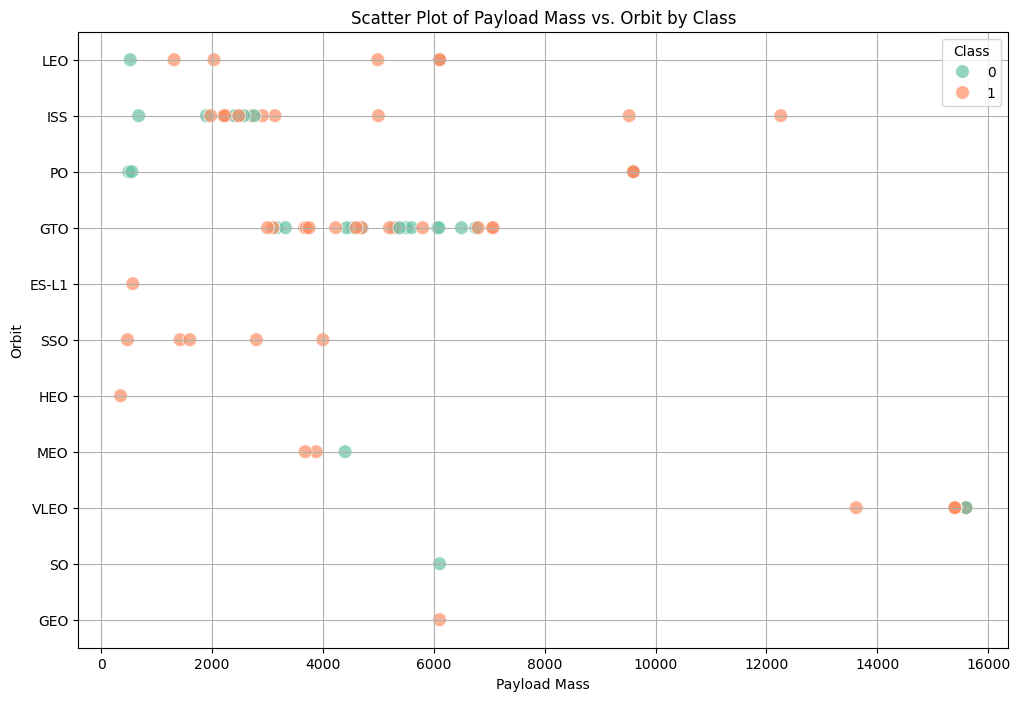 Scatter Plot of Payload Mass vs. Orbit by Class
Class
0
1
LEO
ISS
PO
GTO
ES-L1
SSO
HEO
MEO
VLEO
SO
GEO
Orbit
0 2000 4000 6000 8000 10000 12000 14000 16000
Payload Mass